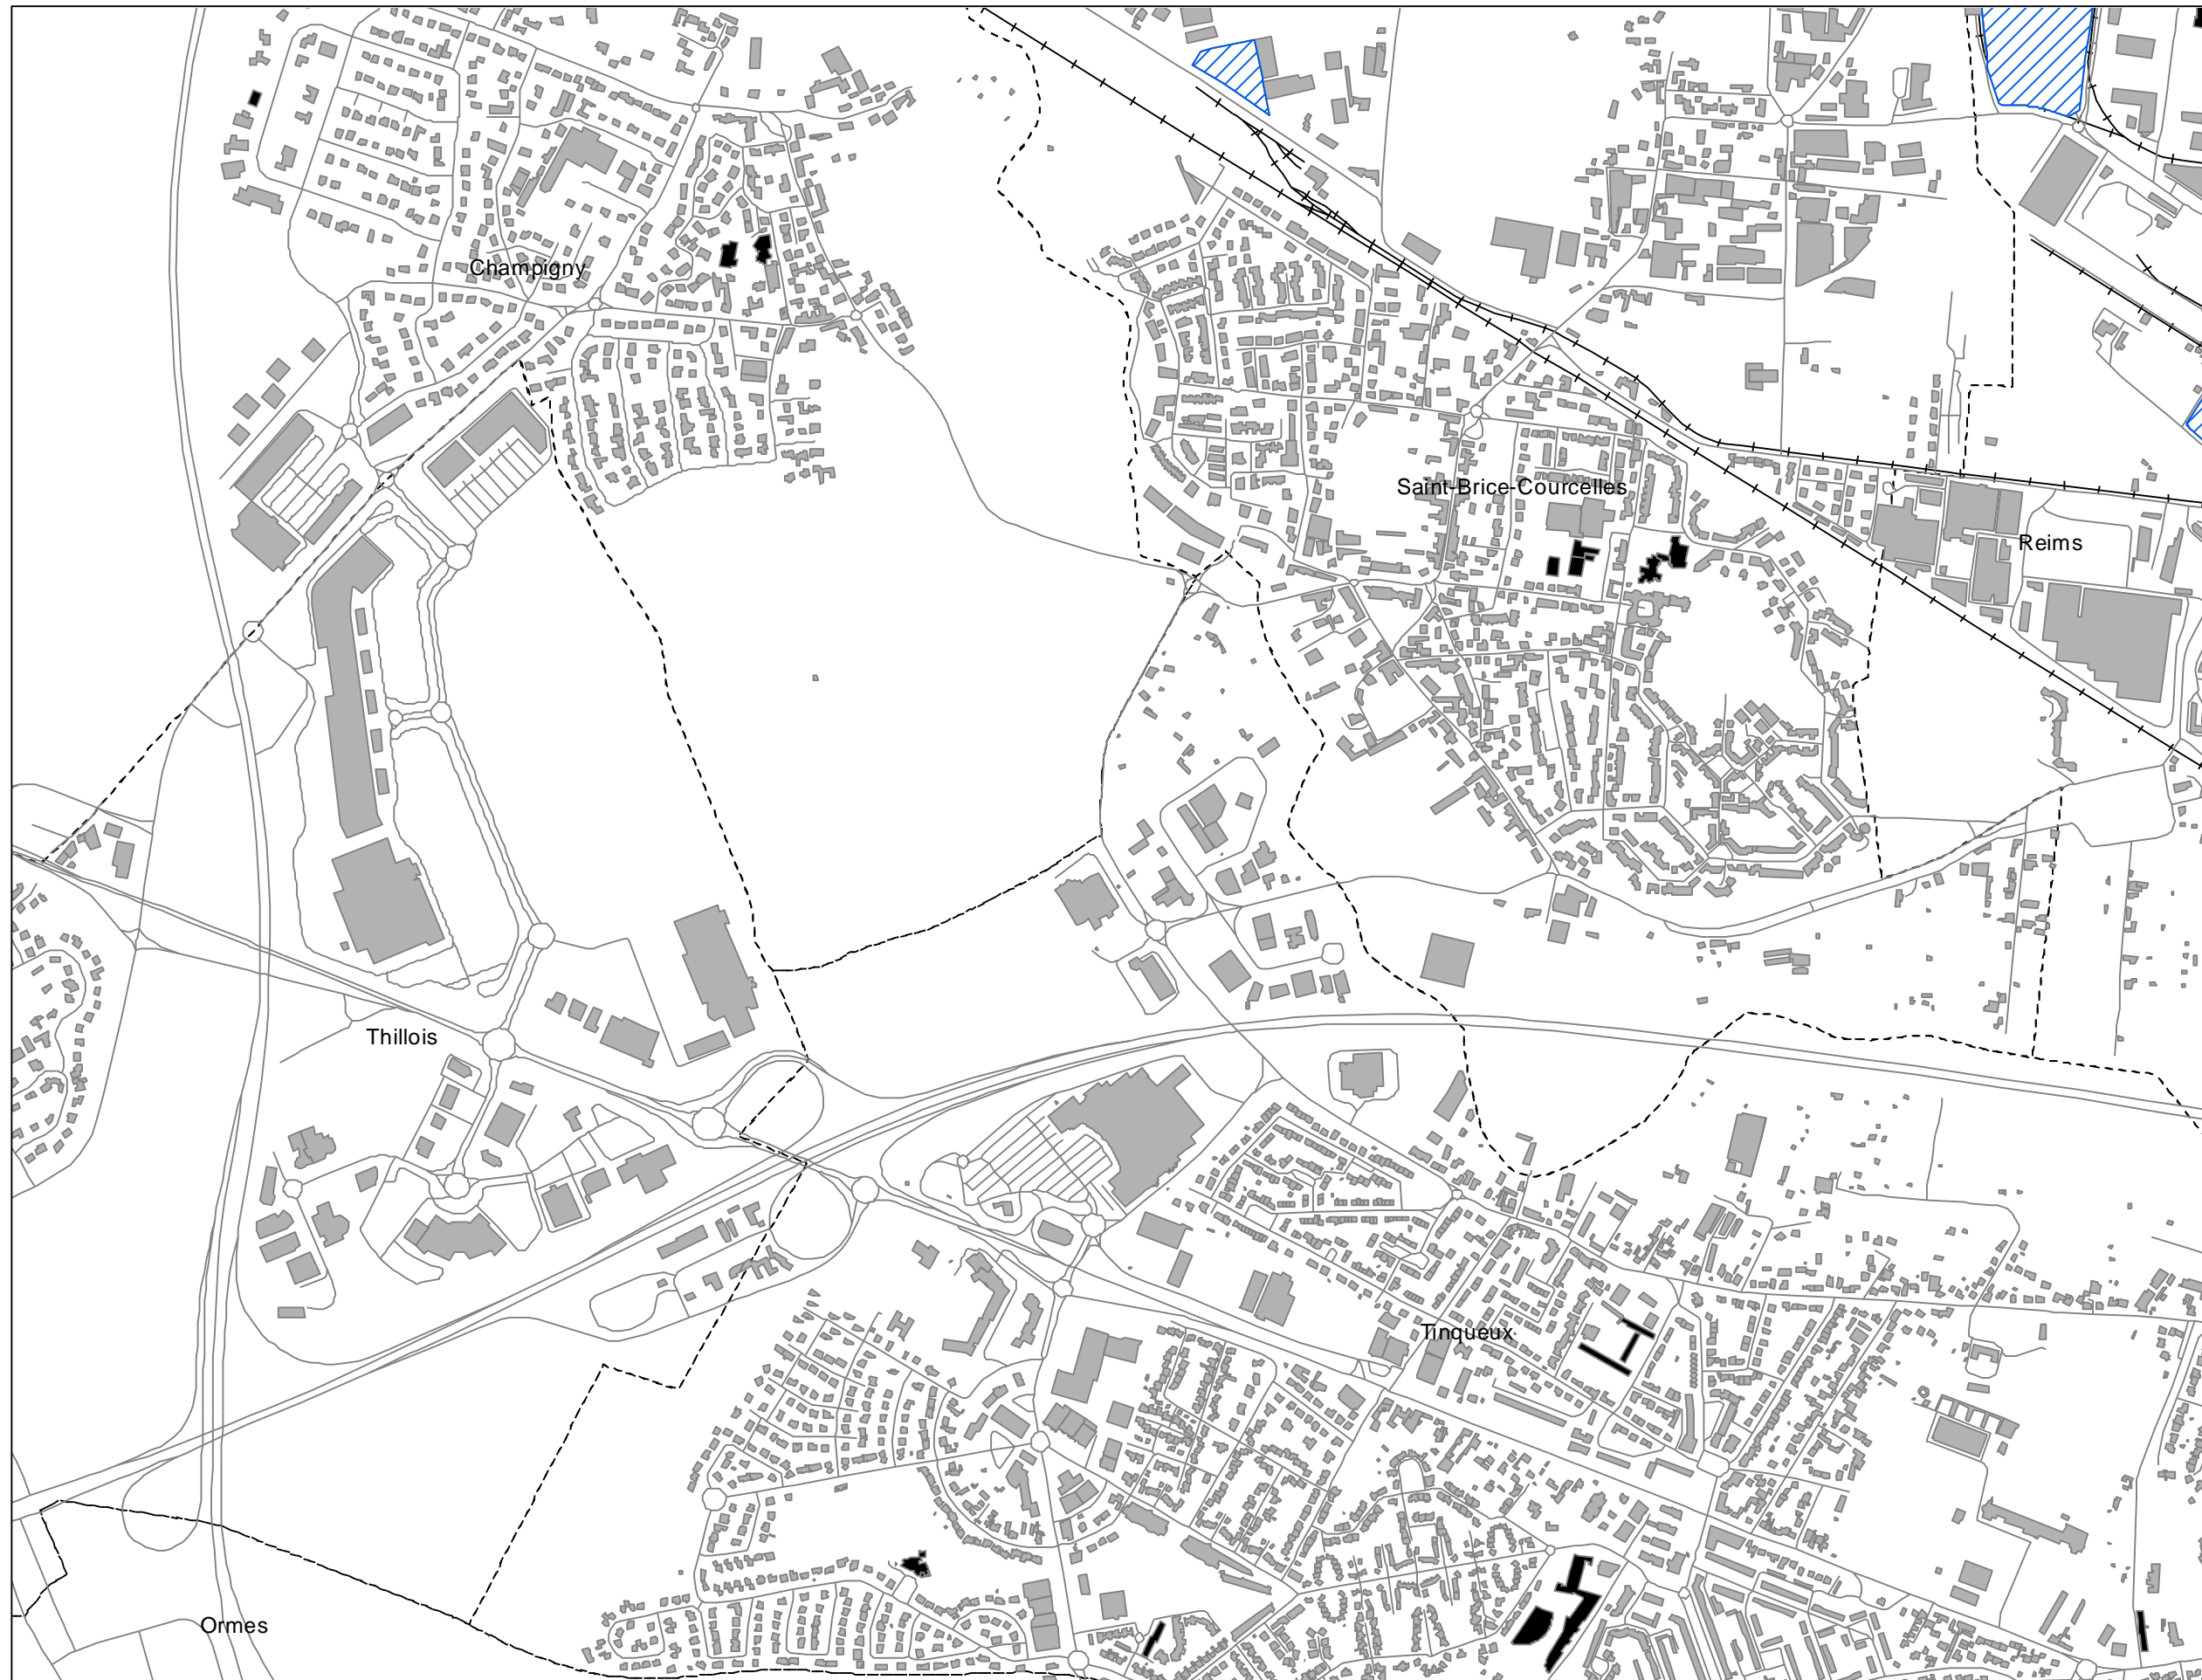 Champigny
Saint-Brice-Courcelles
Reims
Thillois
Tinqueux
Ormes